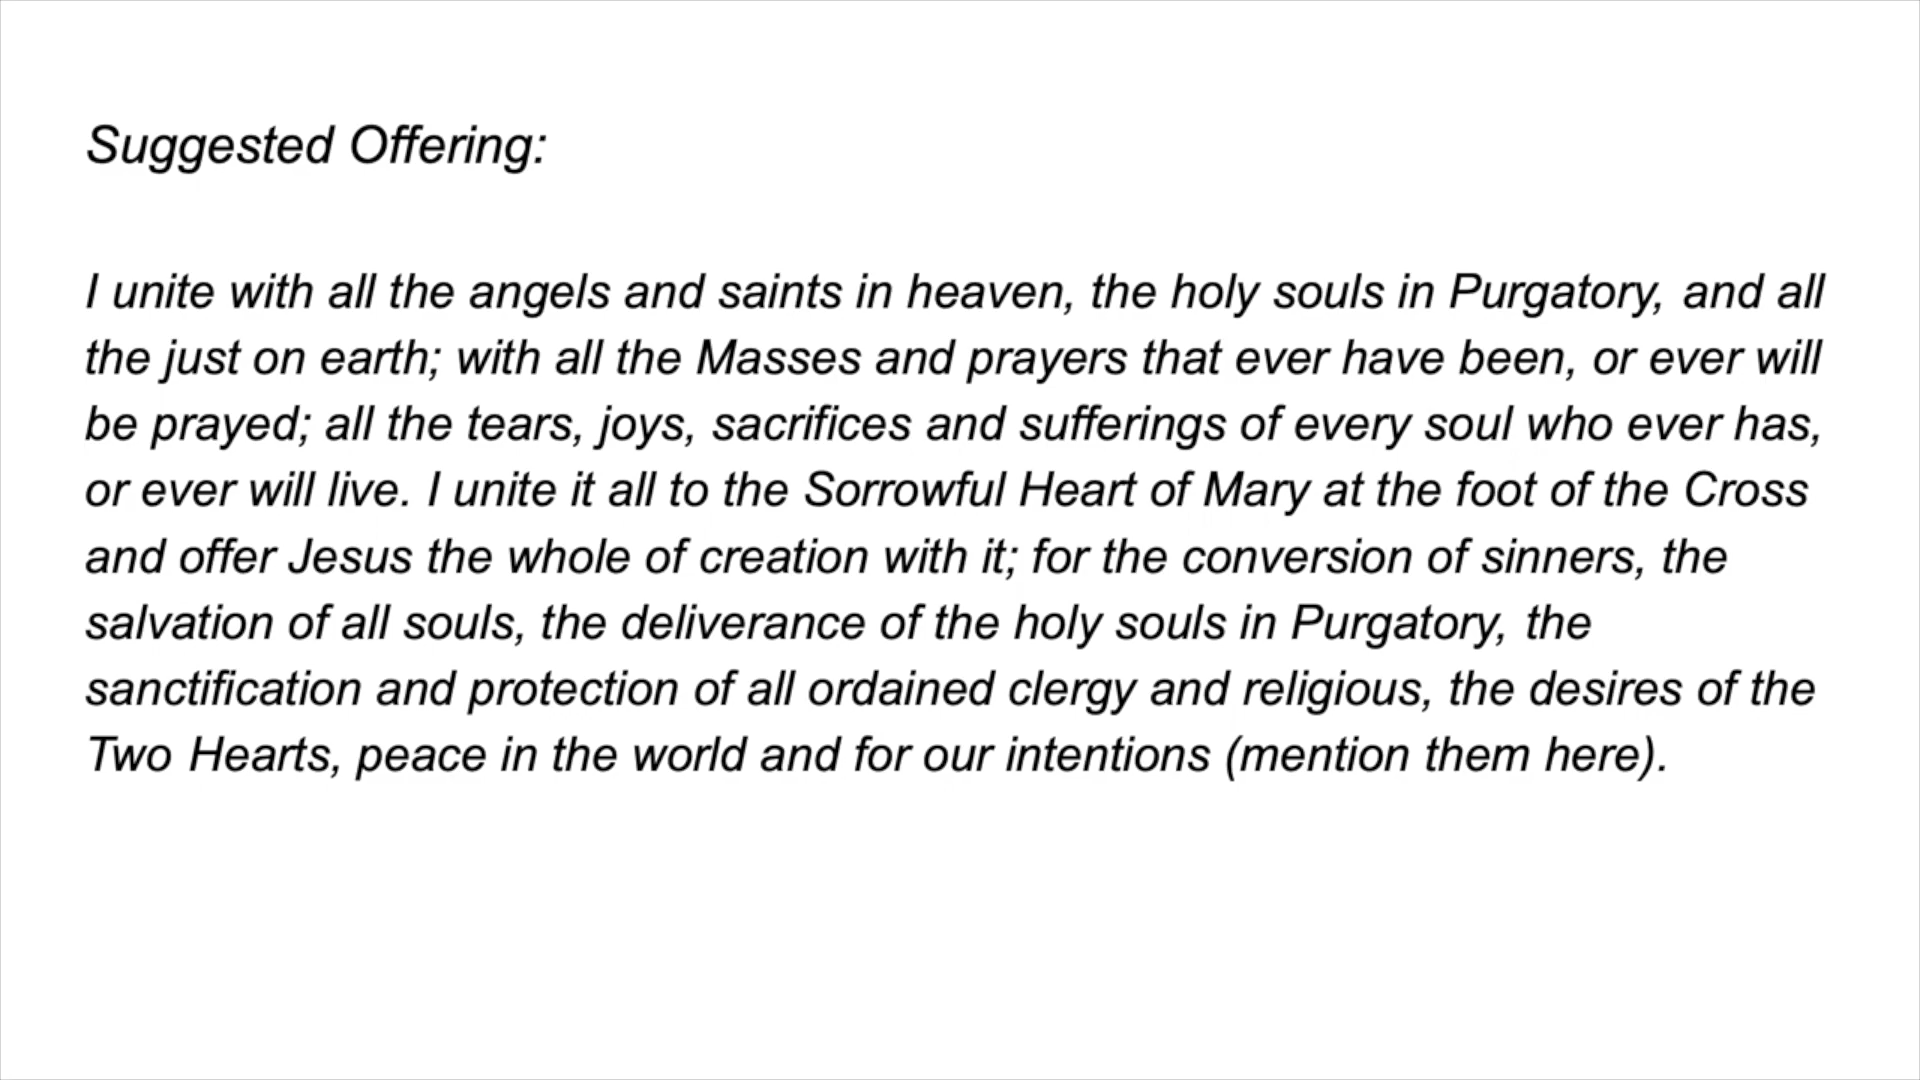 Suggested Offering:
I unite with all the angels and saints in heaven, the holy souls in Purgatory, and all
the just on earth; with all the Masses and prayers that ever have been, or ever will
be prayed; all the tears, joys, sacrifices and sufferings of every soul who ever has,
or ever will live. I unite it all to the Sorrowful Heart of Mary at the foot of the Cross
and offer Jesus the whole of creation with it; for the conversion of sinners, the
salvation of all souls, the deliverance of the holy souls in Purgatory, the
sanctification and protection of all ordained clergy and religious, the desires of the
Two Hearts, peace in the world and for our intentions (mention them here).